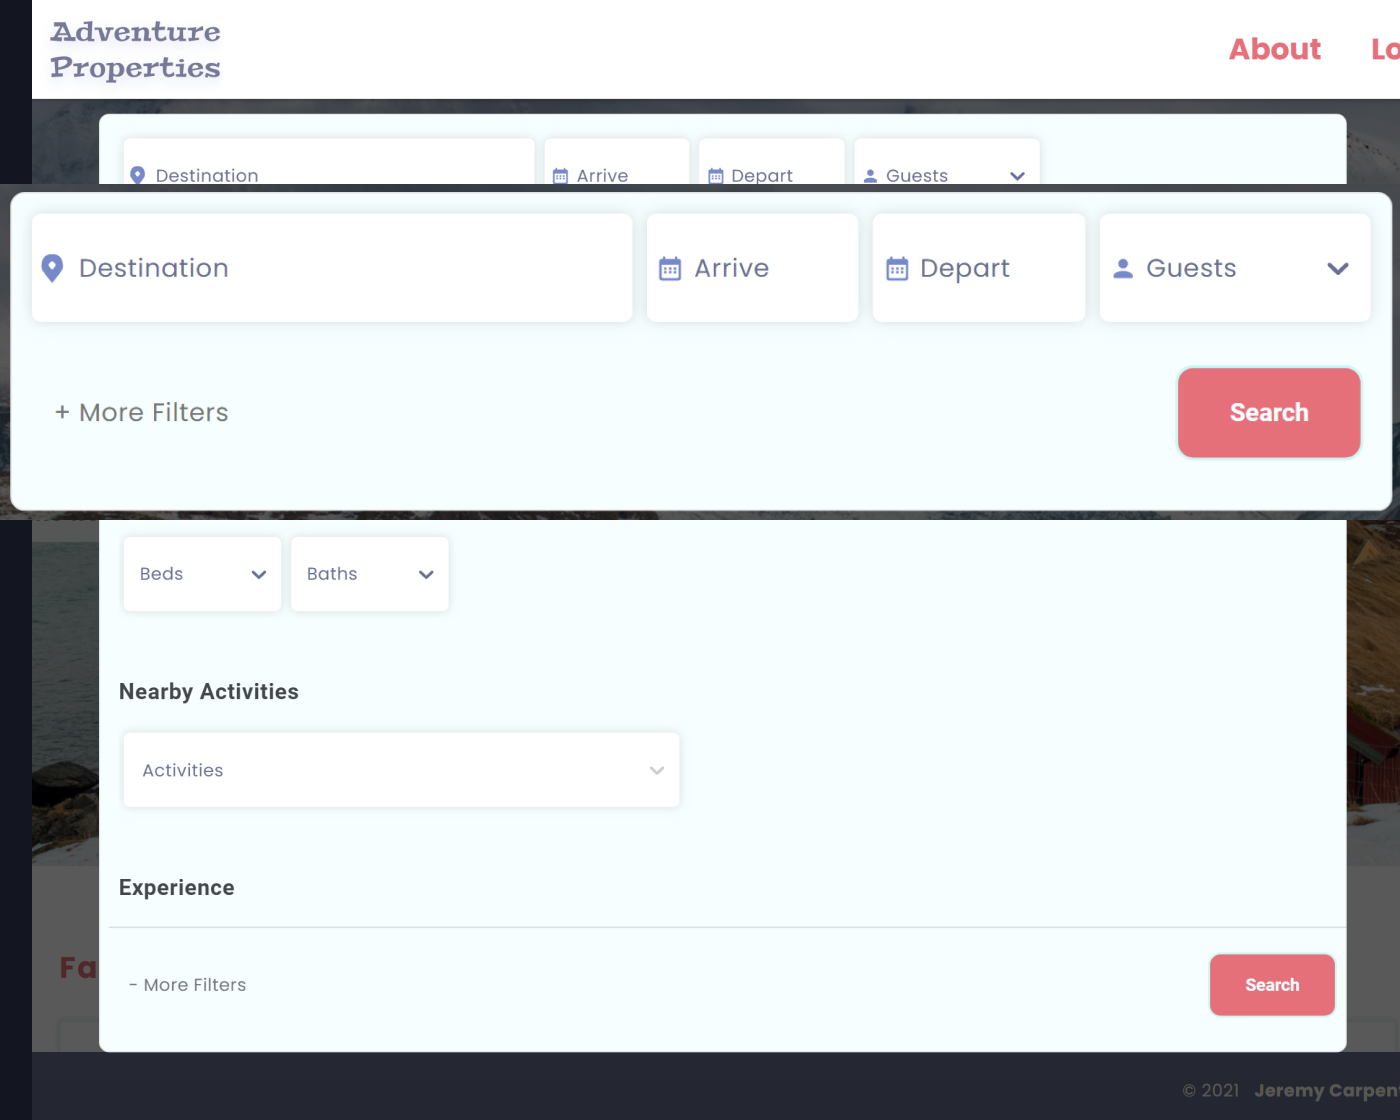 Adventure
Properties
About
Destination Arrive Depart Guests
Destination Arrive Depart Guests
+ More Filters Search
Beds Baths
Nearby Activities
Activities
Experience
Fa
- More Filters Search
© 2021 Jeremy Carpen